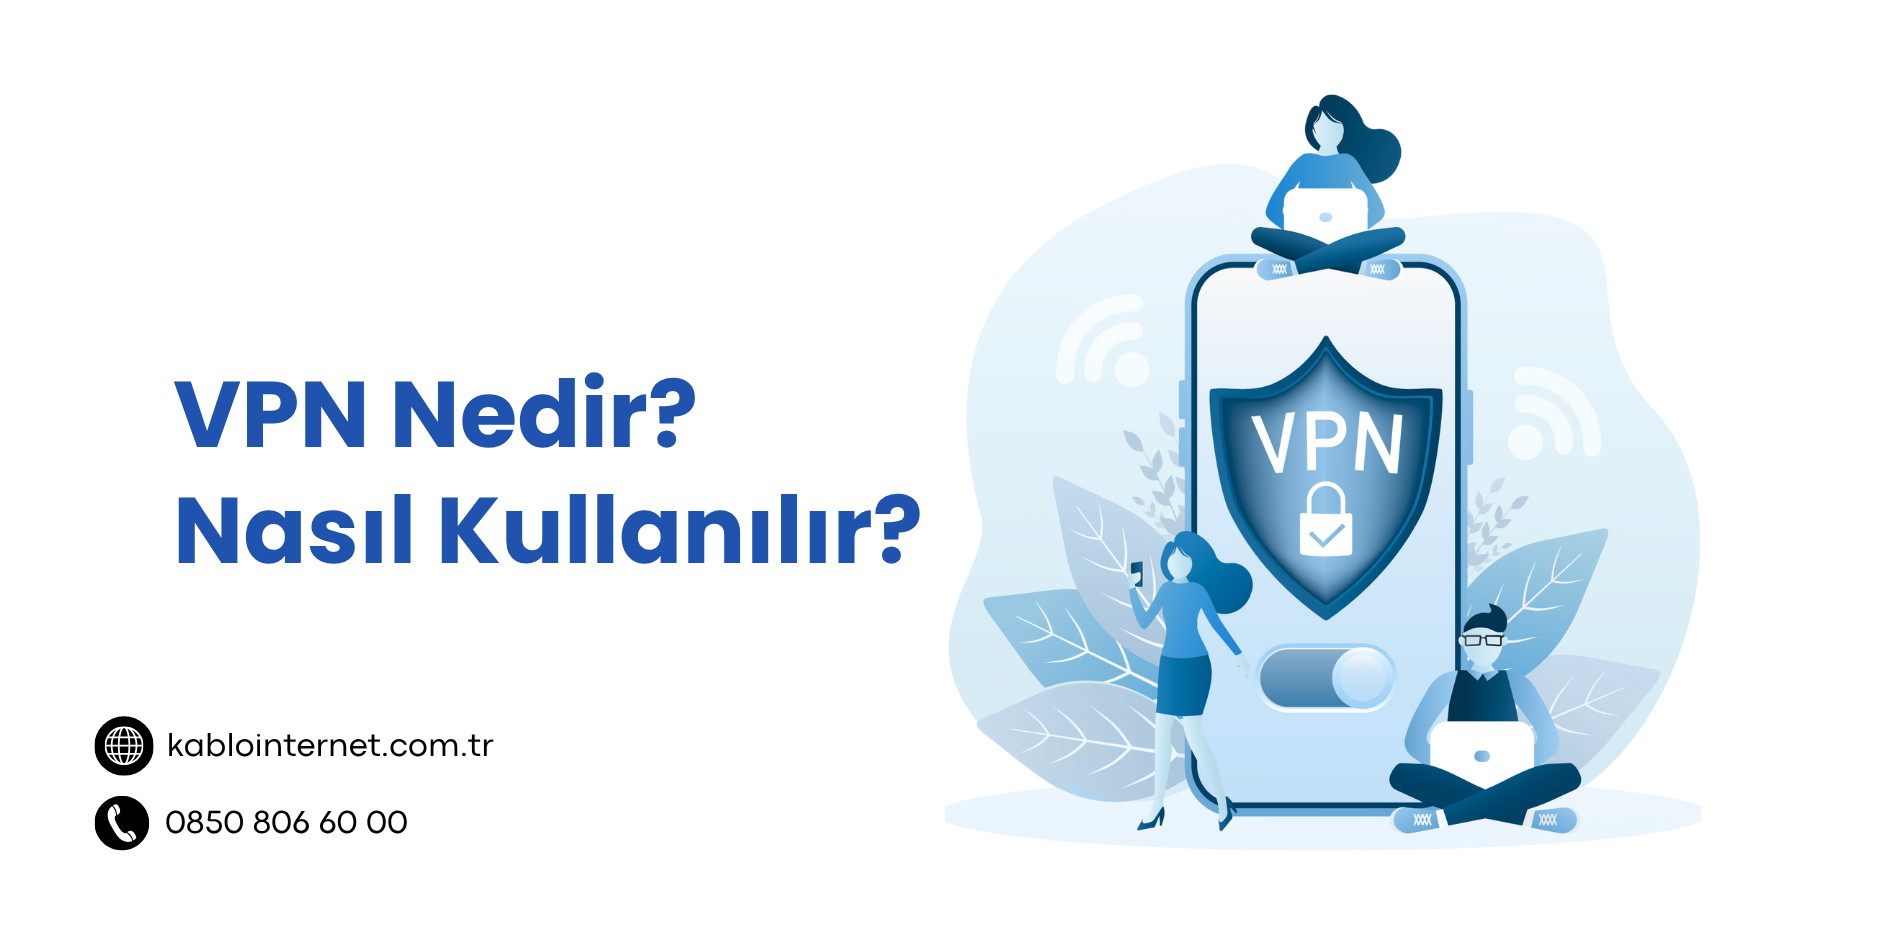 VPN Nedir?
Nasıl Kullanılır?
kablointernet.com.tr
0850 806 60 00
VPN